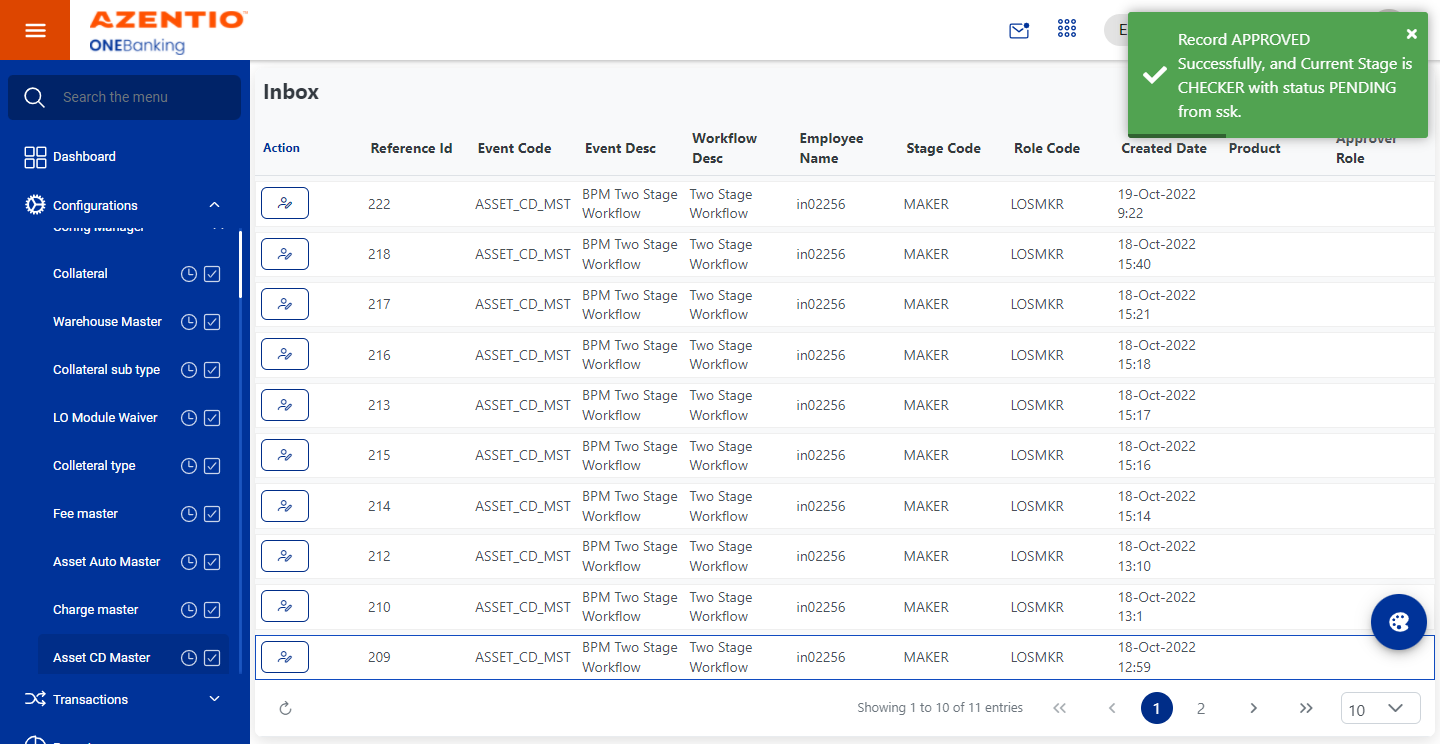 AZENTIO
ONEBanking
E
Record APPROVED
Successfully, and Current Stage is
CHECKER with status PENDING
from ssk.
Search the menu
Dashboard
Configurations
Config Manager
Collateral
Warehouse Master
Collateral sub type
LO Module Waiver
Colleteral type
Fee master
Asset Auto Master
Charge master
Asset CD Master
Transactions
Inbox
Action Reference Id Event Code Event Desc Workflow Desc Employee Name Stage Code Role Code Created Date Product Approver Role
222 ASSET_CD_MST BPM Two Stage Workflow Two Stage Workflow in02256 MAKER LOSMKR 19-Oct-2022 9:22
218 ASSET_CD_MST BPM Two Stage Workflow Two Stage Workflow in02256 MAKER LOSMKR 18-Oct-2022 15:40
217 ASSET_CD_MST BPM Two Stage Workflow Two Stage Workflow in02256 MAKER LOSMKR 18-Oct-2022 15:21
216 ASSET_CD_MST BPM Two Stage Workflow Two Stage Workflow in02256 MAKER LOSMKR 18-Oct-2022 15:18
213 ASSET_CD_MST BPM Two Stage Workflow Two Stage Workflow in02256 MAKER LOSMKR 18-Oct-2022 15:17
215 ASSET_CD_MST BPM Two Stage Workflow Two Stage Workflow in02256 MAKER LOSMKR 18-Oct-2022 15:16
214 ASSET_CD_MST BPM Two Stage Workflow Two Stage Workflow in02256 MAKER LOSMKR 18-Oct-2022 15:14
212 ASSET_CD_MST BPM Two Stage Workflow Two Stage Workflow in02256 MAKER LOSMKR 18-Oct-2022 13:10
210 ASSET_CD_MST BPM Two Stage Workflow Two Stage Workflow in02256 MAKER LOSMKR 18-Oct-2022 13:1
209 ASSET_CD_MST BPM Two Stage Workflow Two Stage Workflow in02256 MAKER LOSMKR 18-Oct-2022 12:59
Showing 1 to 10 of 11 entries 1 2 10